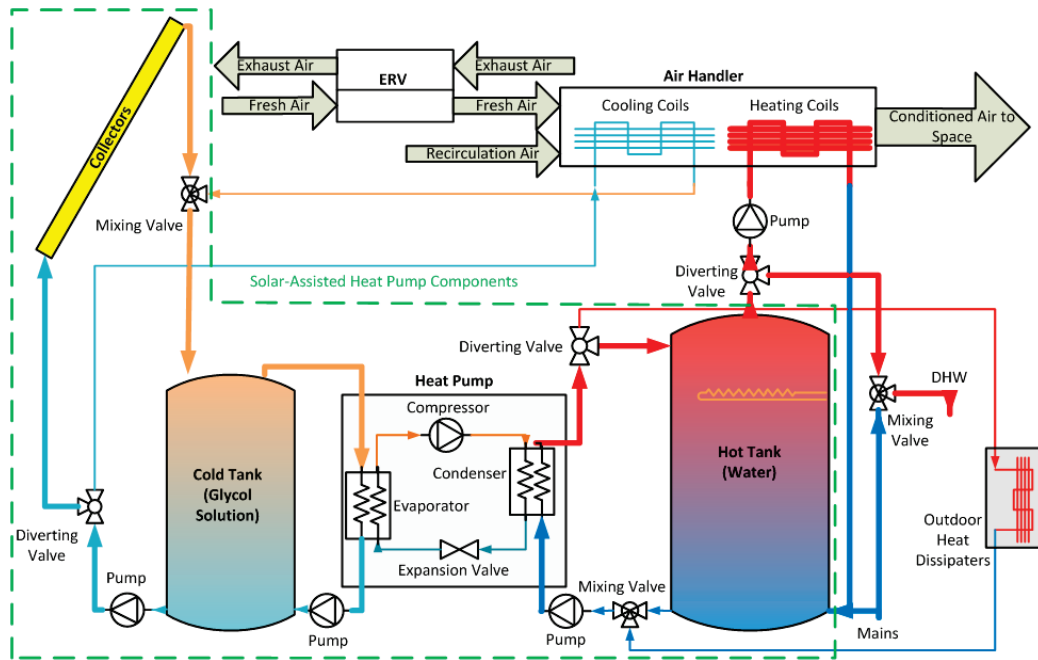 Exhaust Air
ERV
Exhaust Air
Fresh Air
Fresh Air
Air Handler
Cooling Coils
Heating Coils
Conditioned Air to
Space
Recirculation Air
Collectors
Mixing Valve
Pump
Solar-Assisted Heat Pump Components
Diverting
Valve
Diverting Valve
Heat Pump
Compressor
Condenser
Evaporator
Expansion Valve
Cold Tank
(Glycol
Solution)
Hot Tank
(Water)
DHW
Mixing
Valve
Outdoor
Heat
Dissipaters
Diverting
Valve
Pump
Pump
Mixing Valve
Pump
Mains